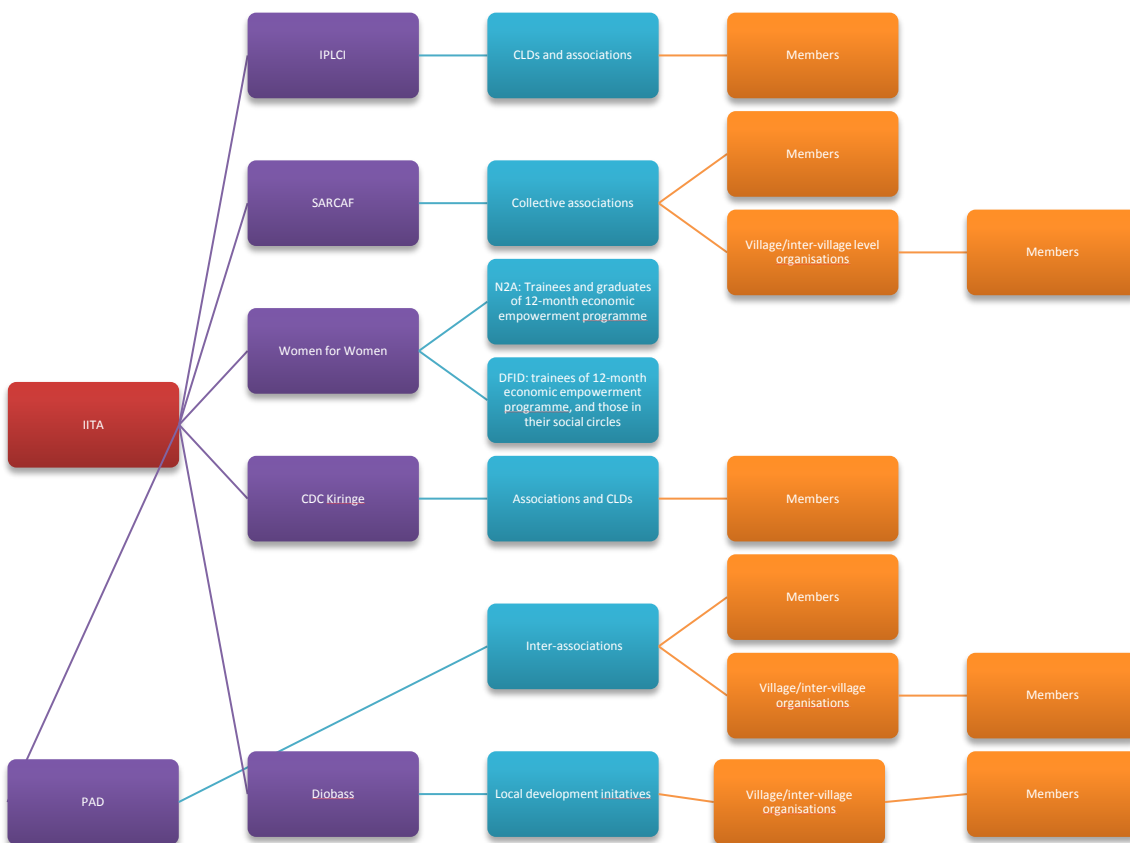 IPLCI
CLDs and associations
Members
Members
SARCAF
Collective associations
Village/inter-village level
organisations
Members
N2A: Trainees and graduates
of 12-month economic
empowerment programme
Women for Women
DFID: trainees of 12-month
economic empowerment
programme, and those in
their social circles
IITA
CDC Kiringe
Associations and CLDs
Members
Members
Inter-associations
Village/inter-village
organisations
Members
PAD
Diobass
Local development initatives
Village/inter-village
organisations
Members